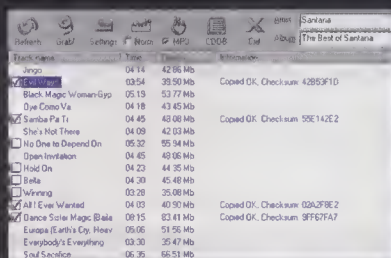 Artist Santana
Refresh Grab! Settings Norm MP3 CDDB Exit Album The Best of Santana
Track name Time Information
Jingo 04:14 42.86 Mb
Evil Ways 03:54 39.50 Mb Copied OK, Checksum: 42B53F1D
Black Magic Woman-Gyp 05:19 53.77 Mb
Oye Como Va 04:18 43.45 Mb
Samba Pa Ti 04:45 48.08 Mb Copied OK, Checksum: 55E142E2
She's Not There 04:09 42.03 Mb
No One to Depend On 05:32 55.94 Mb
Open Invitation 04:45 48.06 Mb
Hold On 04:23 44.35 Mb
Bella 04:30 45.48 Mb
Winning 03:28 35.08 Mb
All I Ever Wanted 04:03 40.90 Mb Copied OK, Checksum: 02A2F8E2
Dance Sister Magic (Baila 08:15 83.41 Mb Copied OK, Checksum: 9FF67FA7
Europa (Earth's Cry, Heav 05:06 51.56 Mb
Everybody's Everything 03:30 35.47 Mb
Soul Sacrifice 06:35 66.51 Mb